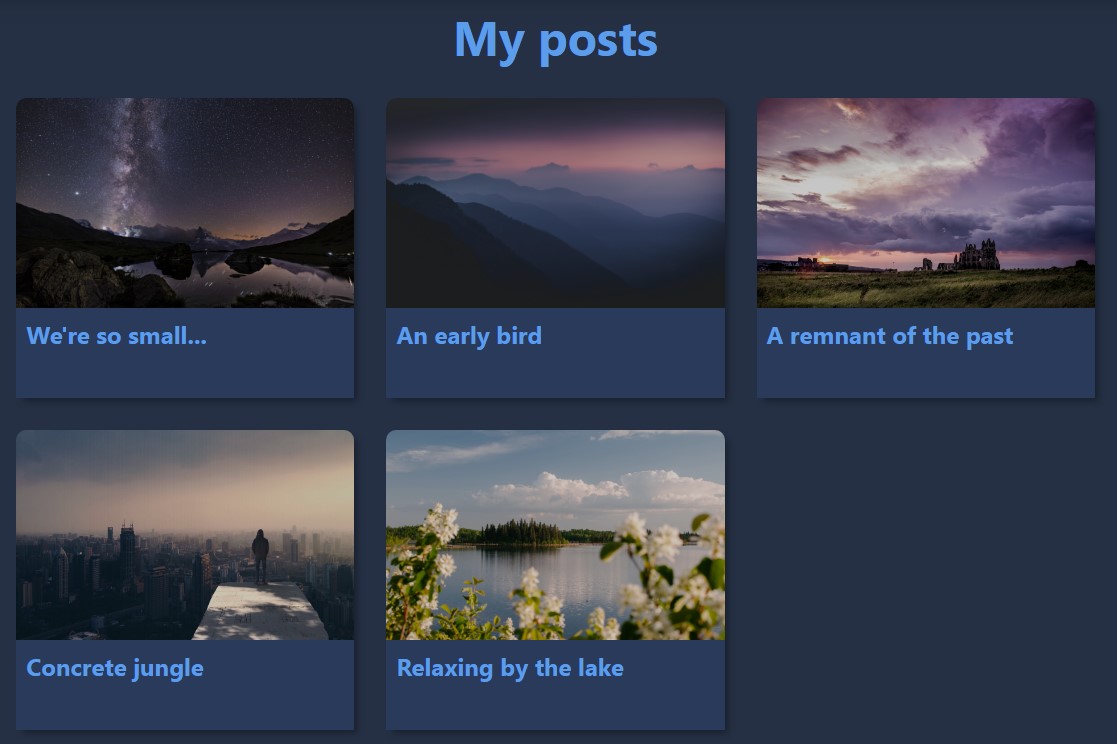 My posts
We're so small...
An early bird
A remnant of the past
Concrete jungle
Relaxing by the lake